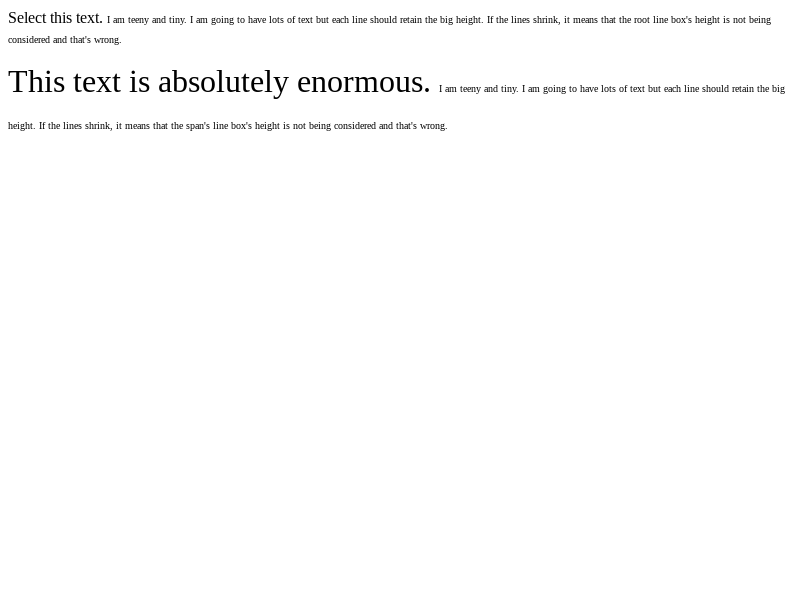 Select this text. I am teeny and tiny. I am going to have lots of text but each line should retain the big height. If the lines shrink, it means that the root line box's height is not being
considered and that's wrong.
This text is absolutely enormous. I am teeny and tiny. I am going to have lots of text but each line should retain the big
height. If the lines shrink, it means that the span's line box's height is not being considered and that's wrong.